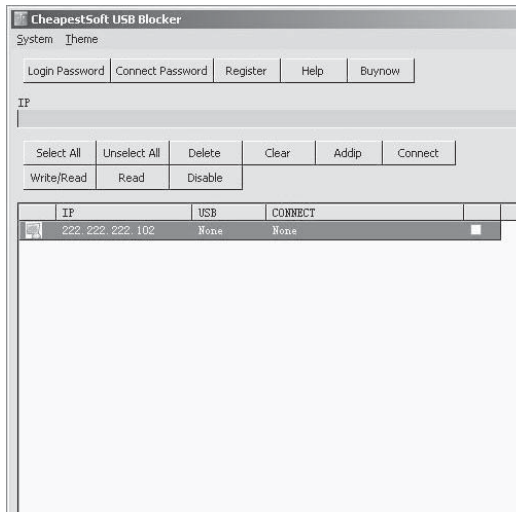 CheapestSoft USB Blocker
System Theme
Login Password Connect Password Register Help Buynow
IP
Select All Unselect All Delete Clear Addip Connect
Write/Read Read Disable
IP USB CONNECT
222.222.222.102 None None